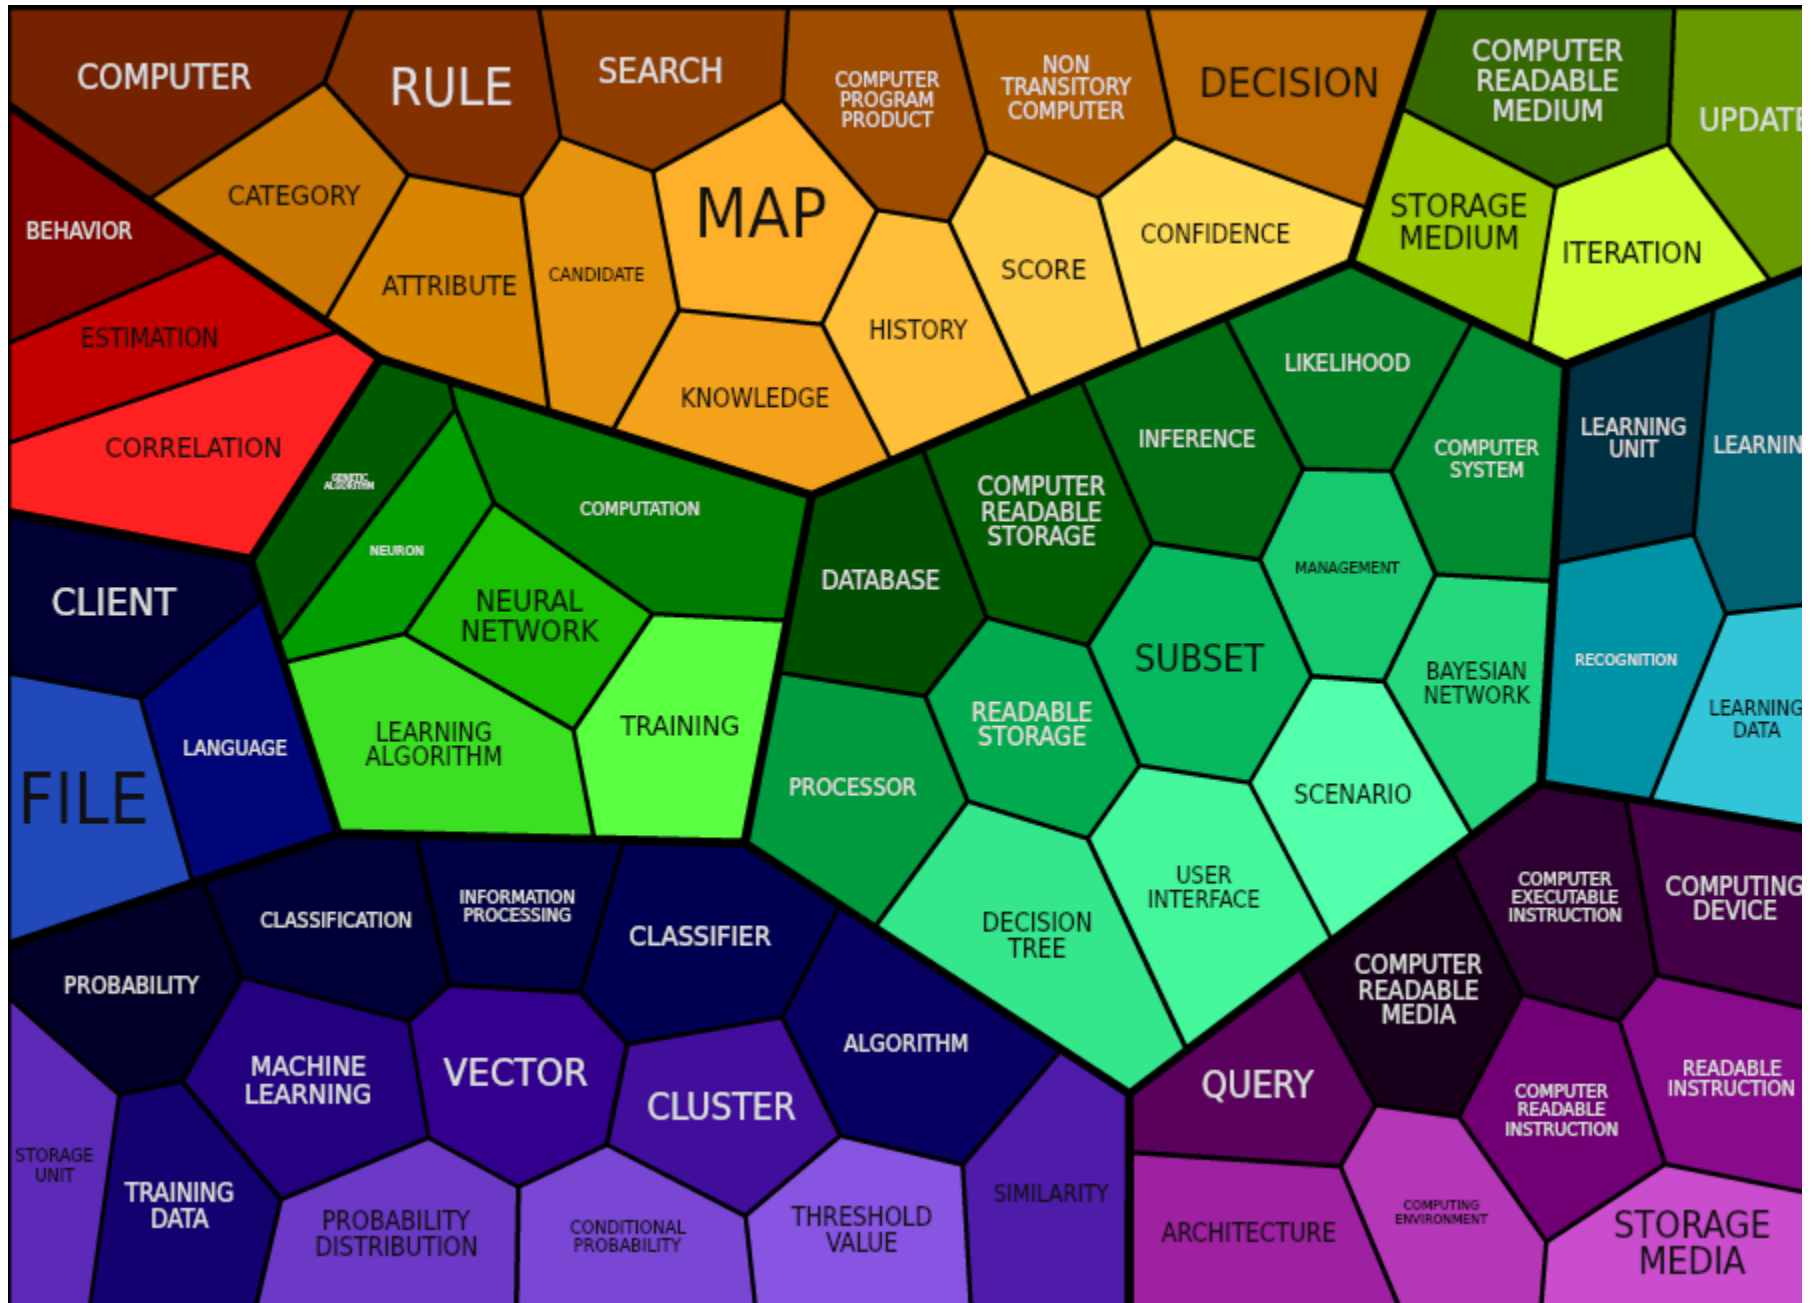 COMPUTER
RULE
SEARCH
COMPUTER
PROGRAM
PRODUCT
NON
TRANSITORY
COMPUTER
DECISION
COMPUTER
READABLE
MEDIUM
UPDATE
BEHAVIOR
CATEGORY
ATTRIBUTE
CANDIDATE
MAP
HISTORY
SCORE
CONFIDENCE
STORAGE
MEDIUM
ITERATION
ESTIMATION
CORRELATION
KNOWLEDGE
GENETIC
ALGORITHM
NEURON
COMPUTATION
NEURAL
NETWORK
LEARNING
ALGORITHM
TRAINING
DATABASE
COMPUTER
READABLE
STORAGE
INFERENCE
LIKELIHOOD
COMPUTER
SYSTEM
MANAGEMENT
SUBSET
READABLE
STORAGE
PROCESSOR
BAYESIAN
NETWORK
SCENARIO
USER
INTERFACE
DECISION
TREE
LEARNING
UNIT
LEARNIN
RECOGNITION
LEARNING
DATA
CLIENT
LANGUAGE
FILE
PROBABILITY
CLASSIFICATION
INFORMATION
PROCESSING
CLASSIFIER
ALGORITHM
MACHINE
LEARNING
VECTOR
CLUSTER
STORAGE
UNIT
TRAINING
DATA
PROBABILITY
DISTRIBUTION
CONDITIONAL
PROBABILITY
THRESHOLD
VALUE
SIMILARITY
COMPUTER
EXECUTABLE
INSTRUCTION
COMPUTING
DEVICE
COMPUTER
READABLE
MEDIA
QUERY
COMPUTER
READABLE
INSTRUCTION
READABLE
INSTRUCTION
ARCHITECTURE
COMPUTING
ENVIRONMENT
STORAGE
MEDIA